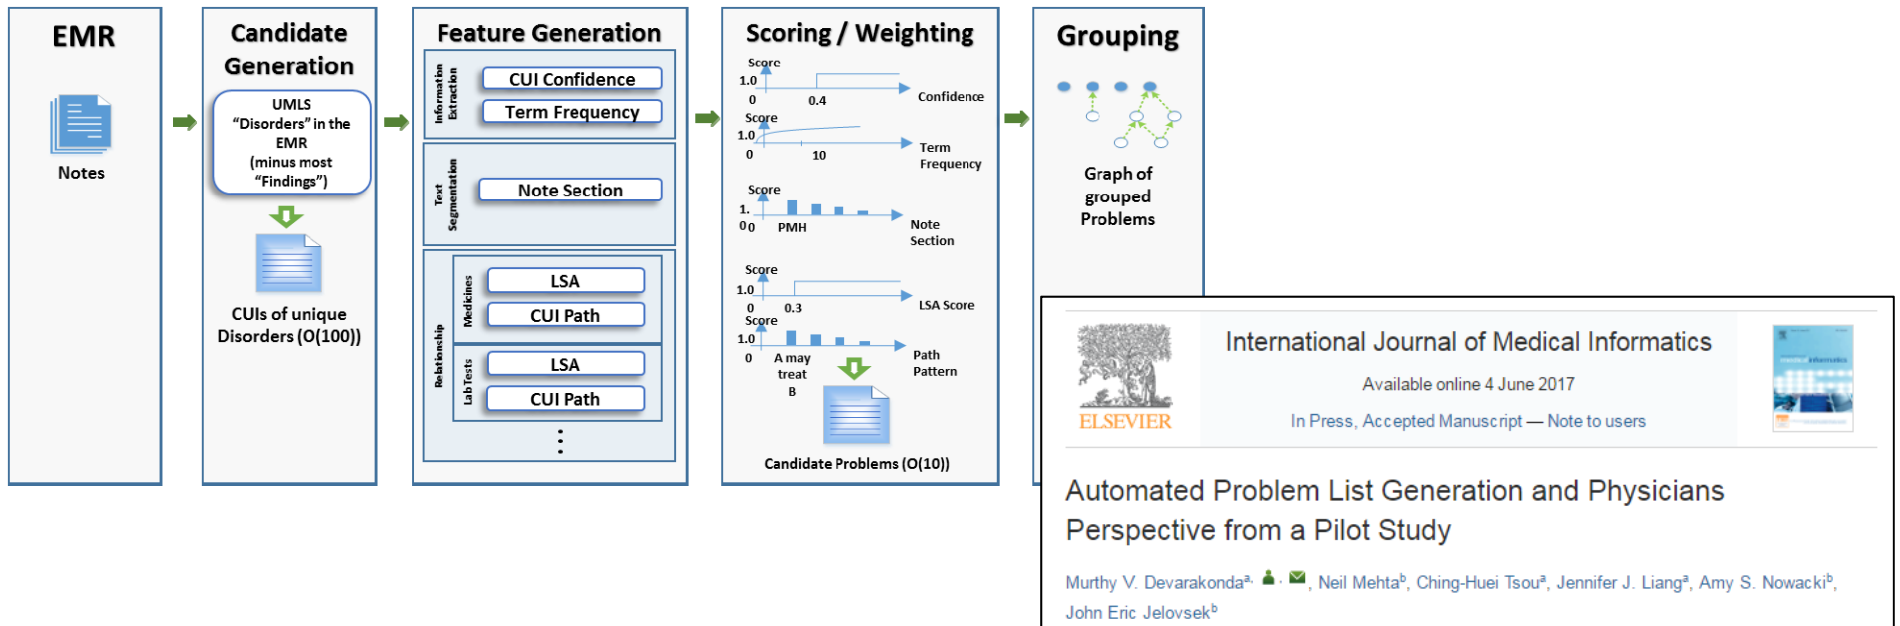 EMR
Notes
Candidate
Generation
UMLS
“Disorders” in the
EMR
(minus most
“Findings”)
CUIs of unique
Disorders (O(100))
Feature Generation
Information
Extraction
CUI Confidence
Term Frequency
Text
Segmentation
Note Section
Relationship
Medicines
LSA
CUI Path
Lab Tests
LSA
CUI Path
Scoring / Weighting
Score
1.0
0
0.4
Confidence
Score
1.0
0
10
Term
Frequency
Score
1.
0
0
PMH
Note
Section
Score
1.0
0
0.3
LSA Score
Score
1.0
0
A may
treat
B
Path
Pattern
Candidate Problems (O(10))
Grouping
Graph of
grouped
Problems
ELSEVIER
International Journal of Medical Informatics
Available online 4 June 2017
In Press, Accepted Manuscript — Note to users
Automated Problem List Generation and Physicians
Perspective from a Pilot Study
Murthy V. Devarakondaᵃ, , Neil Mehtaᵇ, Ching-Huei Tsouᵃ, Jennifer J. Liangᵃ, Amy S. Nowackiᵇ,
John Eric Jelovsekᵇ